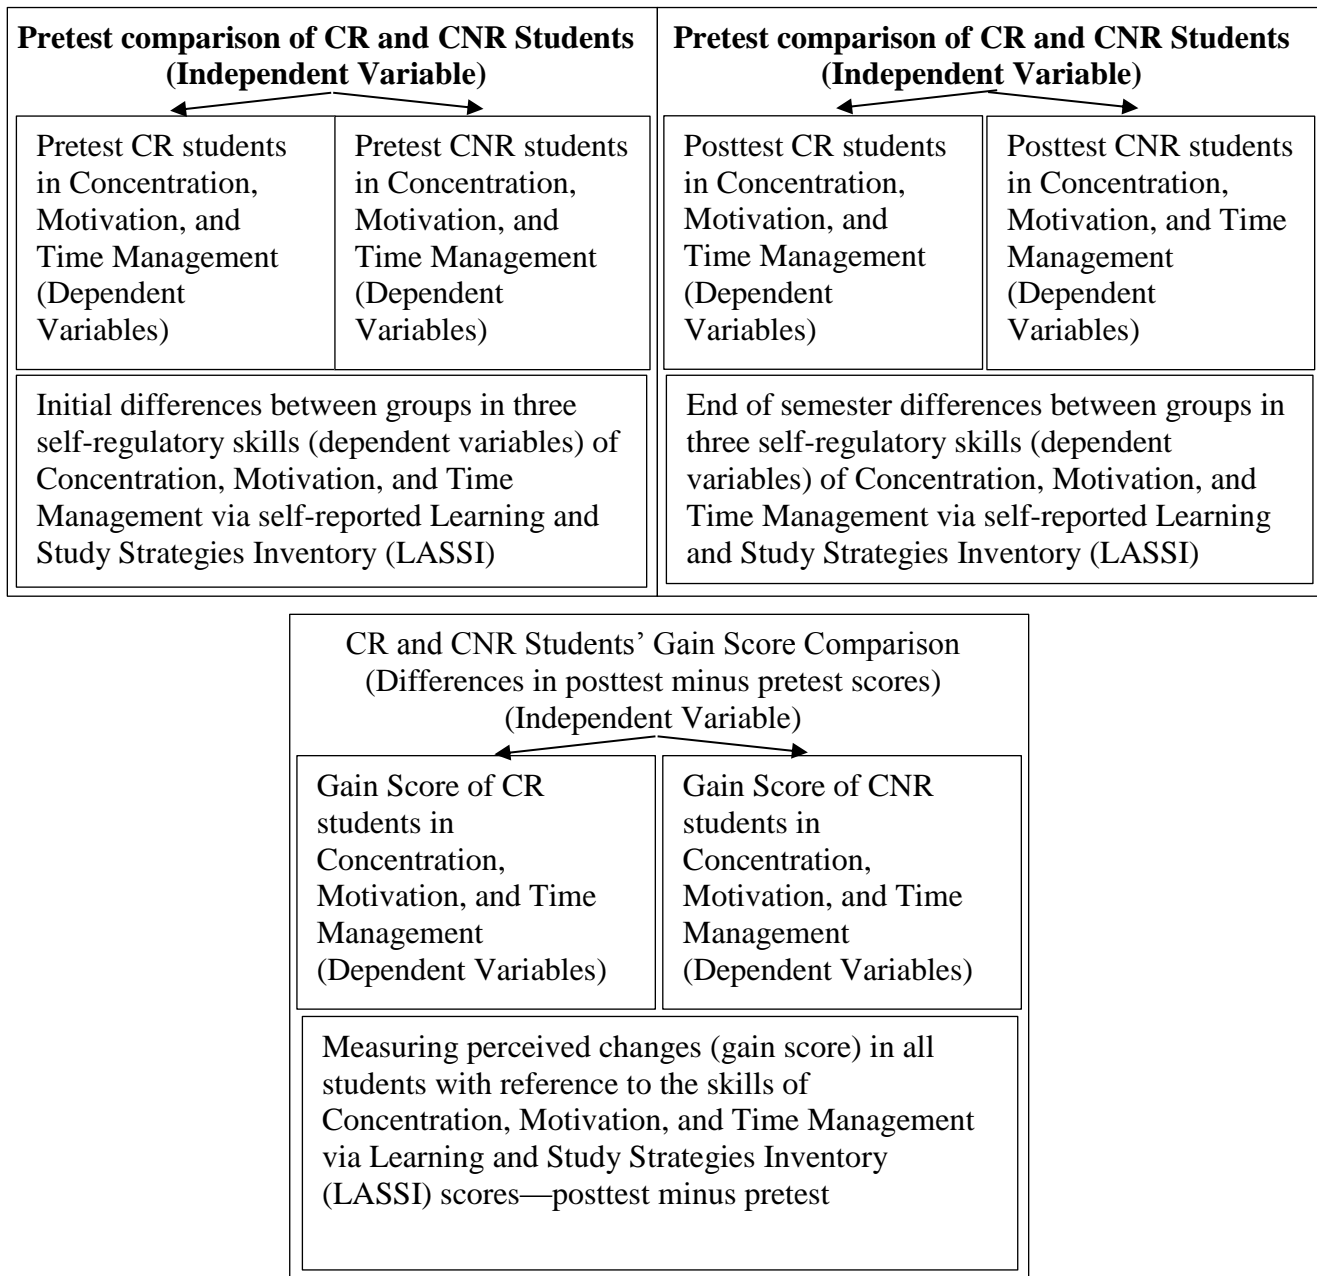 Pretest comparison of CR and CNR Students
(Independent Variable)
Pretest CR students
in Concentration,
Motivation, and
Time Management
(Dependent
Variables)
Pretest CNR students
in Concentration,
Motivation, and
Time Management
(Dependent
Variables)
Initial differences between groups in three
self-regulatory skills (dependent variables) of
Concentration, Motivation, and Time
Management via self-reported Learning and
Study Strategies Inventory (LASSI)
Pretest comparison of CR and CNR Students
(Independent Variable)
Posttest CR students
in Concentration,
Motivation, and
Time Management
(Dependent
Variables)
Posttest CNR students
in Concentration,
Motivation, and Time
Management
(Dependent
Variables)
End of semester differences between groups in
three self-regulatory skills (dependent
variables) of Concentration, Motivation, and
Time Management via self-reported Learning
and Study Strategies Inventory (LASSI)
CR and CNR Students’ Gain Score Comparison
(Differences in posttest minus pretest scores)
(Independent Variable)
Gain Score of CR
students in
Concentration,
Motivation, and Time
Management
(Dependent Variables)
Gain Score of CNR
students in
Concentration,
Motivation, and Time
Management
(Dependent Variables)
Measuring perceived changes (gain score) in all
students with reference to the skills of
Concentration, Motivation, and Time Management
via Learning and Study Strategies Inventory
(LASSI) scores—posttest minus pretest